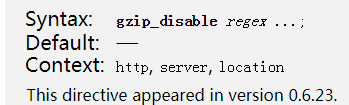 Syntax: gzip_disable regex ...;
Default: —
Context: http, server, location
This directive appeared in version 0.6.23.